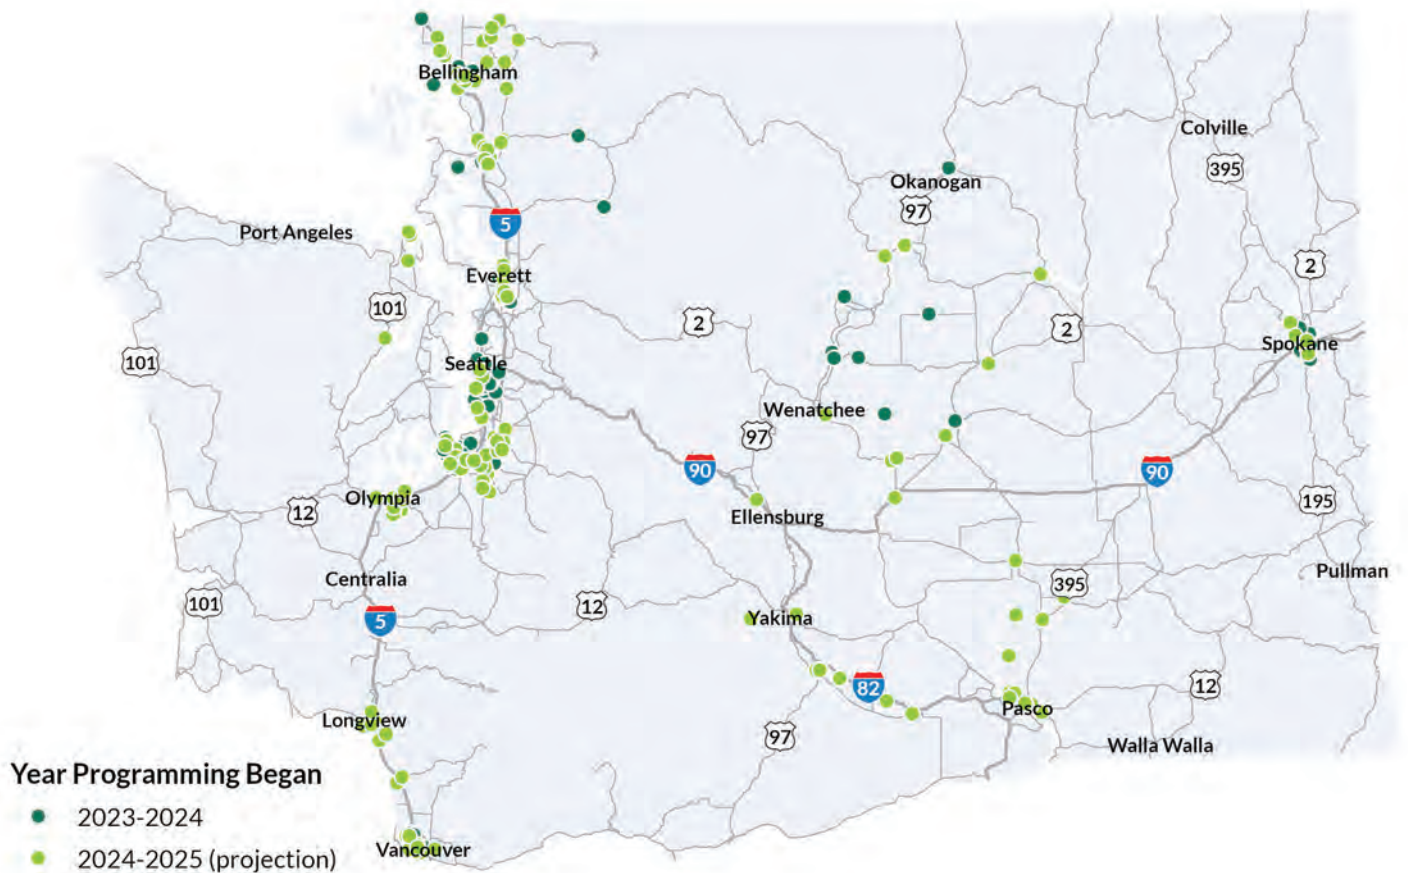 Bellingham
Colville
395
Okanogan
97
5
Port Angeles
Everett
2
101
2
2
101
Seattle
Spokane
Wenatchee
97
90
90
Olympia
12
195
Ellensburg
Centralia
Pullman
395
101
12
5
Yakima
82
12
Longview
Pasco
97
Walla Walla
Year Programming Began
2023-2024
2024-2025 (projection)
Vancouver